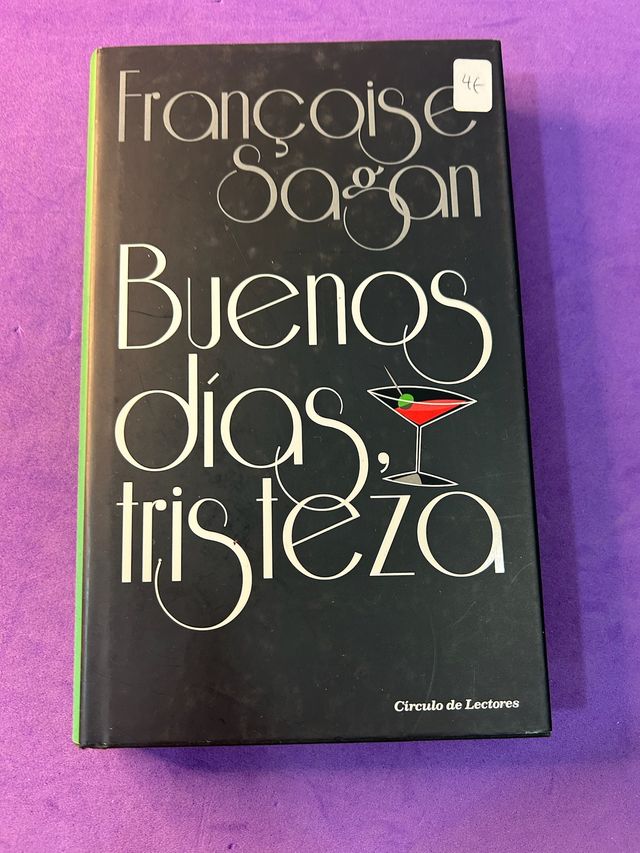 Françoise
Sagan
4€
Buenos
días,
tristeza
Círculo de Lectores